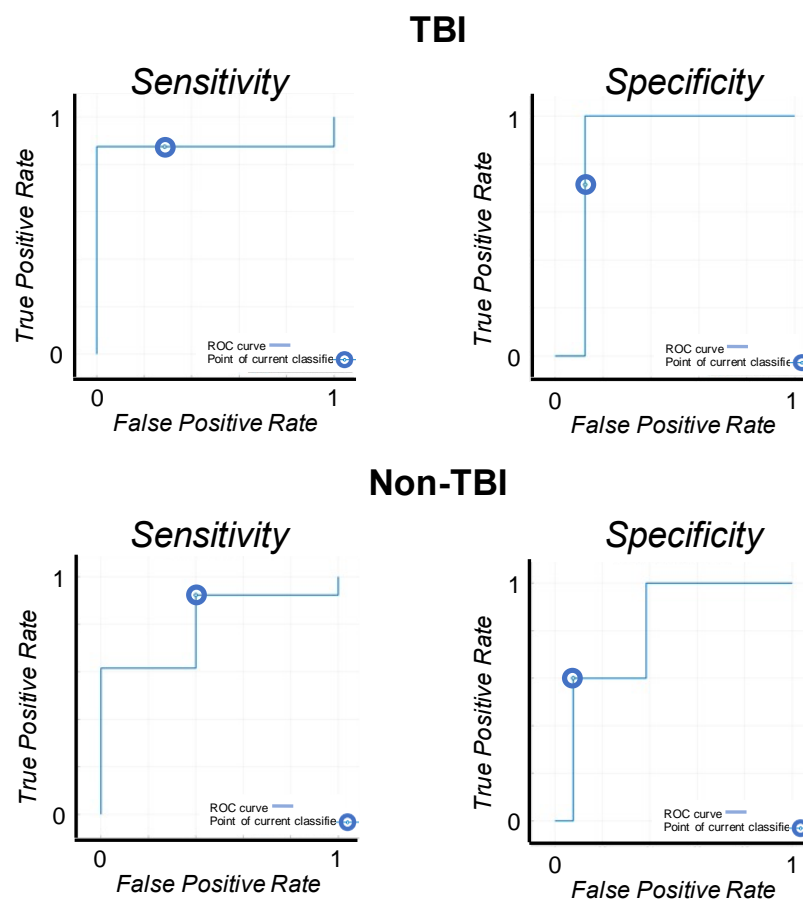 TBI
Sensitivity
1
True Positive Rate
0
ROC curve
Point of current classifie
0
1
False Positive Rate
Specificity
1
True Positive Rate
0
ROC curve
Point of current classifie
0
1
False Positive Rate
Non-TBI
Sensitivity
1
True Positive Rate
0
ROC curve
Point of current classifie
0
1
False Positive Rate
Specificity
1
True Positive Rate
0
ROC curve
Point of current classifie
0
1
False Positive Rate